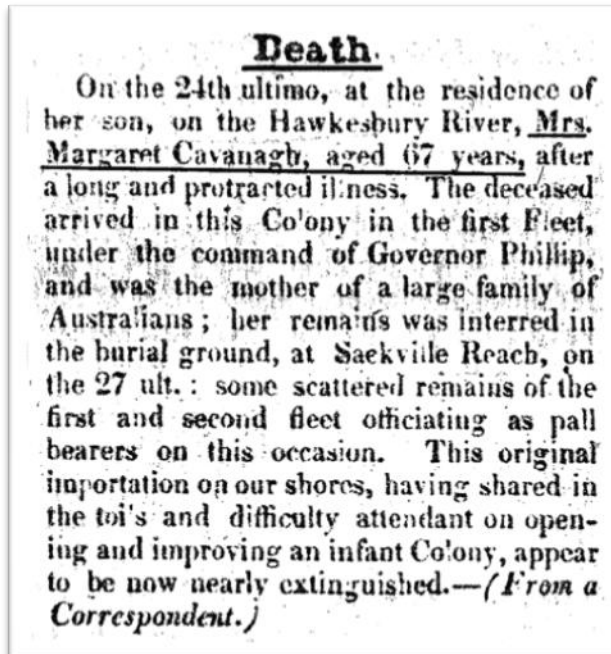 Death.
On the 24th ultimo, at the residence of
her son, on the Hawkesbury River, Mrs.
Margaret Cavanagh, aged 67 years, after
a long and protracted illness. The deceased
arrived in this Co'ony in the first Fleet,
under the command of Governor Phillip,
and was the mother of a large family of
Australians ; her remains was interred in
the burial ground, at Sackville Reach, on
the 27 ult. : some scattered remains of the
first and second fleet officiating as pall
bearers on this occasion. This original
importation on our shores, having shared in
the toi's and difficulty attendant on open-
ing and improving an infant Co'ony, appear
to be now nearly extinguished.—(From a
Correspondent.)